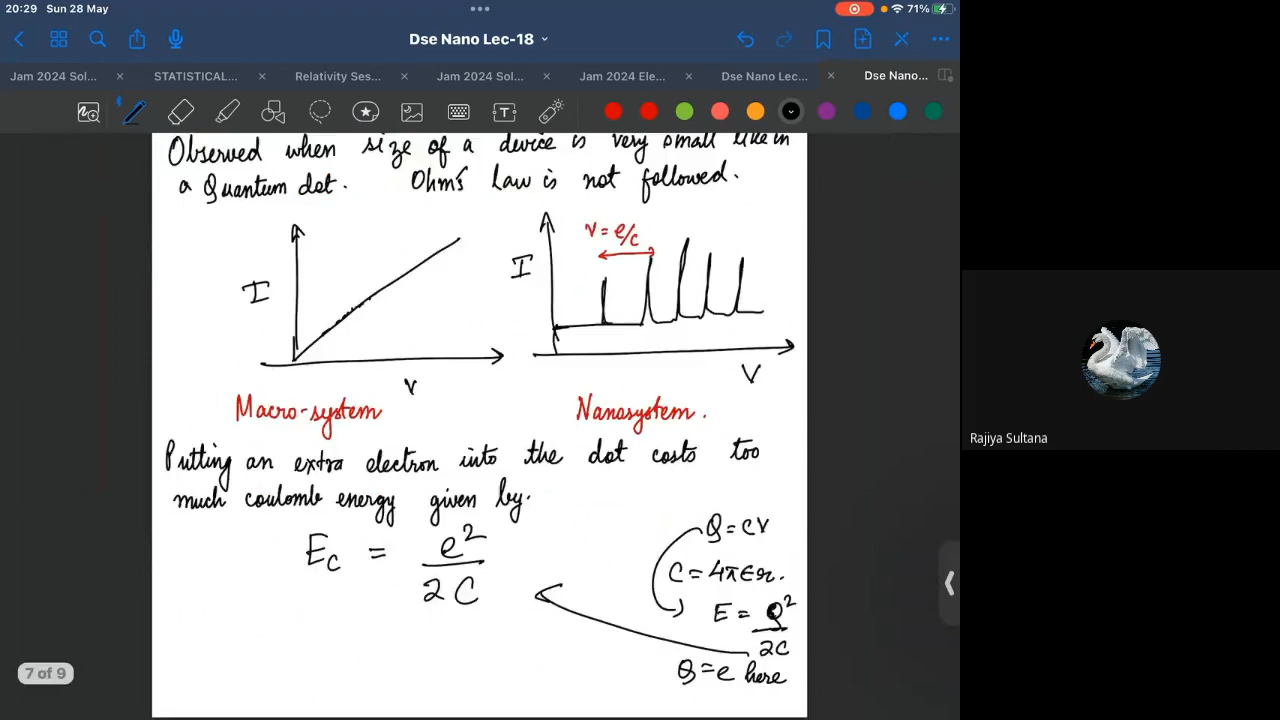 20:29 Sun 28 May
71%
Dse Nano Lec-18
Jam 2024 Sol...
STATISTICAL...
Relativity Ses...
Jam 2024 Sol...
Jam 2024 Ele...
Dse Nano Lec...
Dse Nano...
Observed when size of a device is very small like in
a Quantum dot. Ohm's law is not followed.
I
V
I
V = e/c
V
Macro-system
Nanosystem.
Putting an extra electron into the dot costs too
much coulomb energy given by.
Ec = e²/2C
Q = CV
C = 4πεr.
E = Q²/2C
Q = e here
7 of 9
Rajiya Sultana